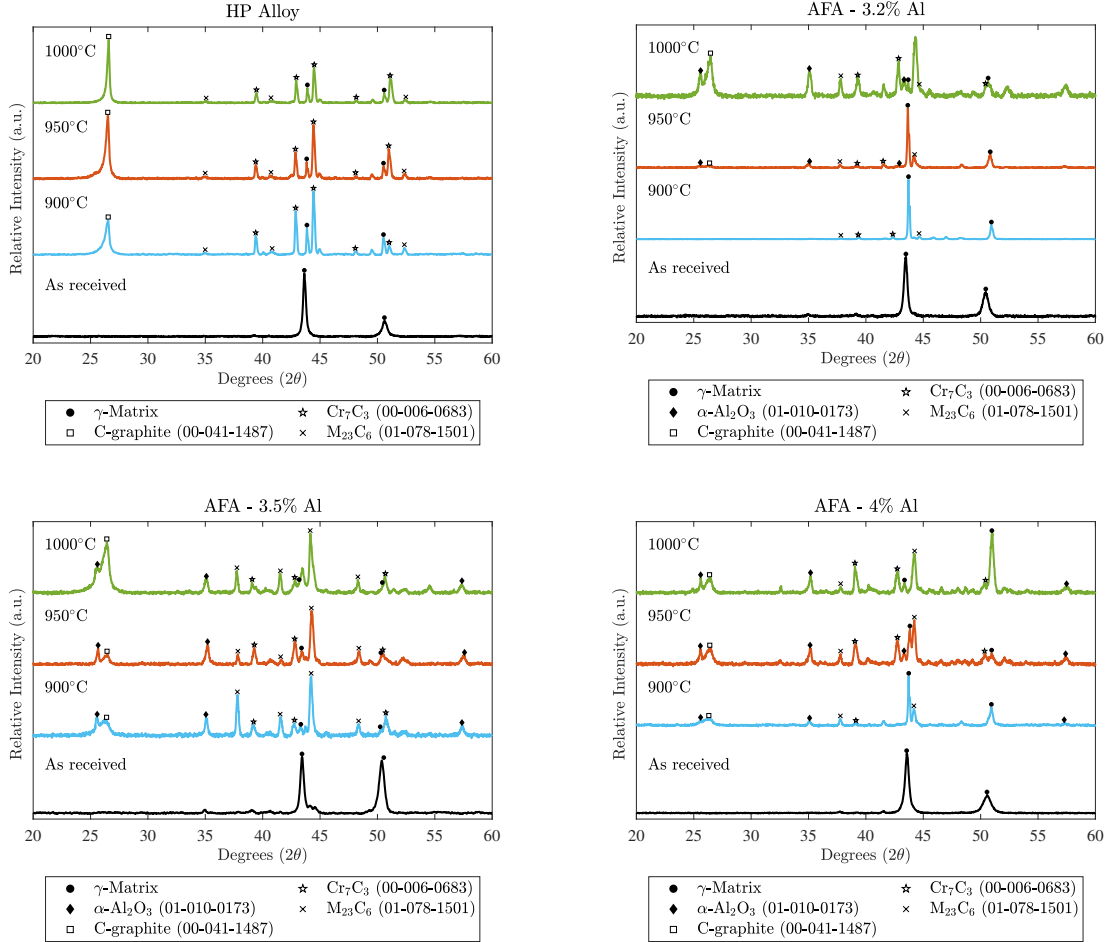 HP Alloy
Relative Intensity (a.u.)
1000°C
950°C
900°C
As received
20 25 30 35 40 45 50 55 60
Degrees (2θ)
γ-Matrix
α-Al₂O₃ (01-010-0173)
C-graphite (00-041-1487)
Cr₇C₃ (00-006-0683)
M₂₃C₆ (01-078-1501)
AFA - 3.2% Al
Relative Intensity (a.u.)
1000°C
950°C
900°C
As received
20 25 30 35 40 45 50 55 60
Degrees (2θ)
γ-Matrix
α-Al₂O₃ (01-010-0173)
C-graphite (00-041-1487)
Cr₇C₃ (00-006-0683)
M₂₃C₆ (01-078-1501)
AFA - 3.5% Al
Relative Intensity (a.u.)
1000°C
950°C
900°C
As received
20 25 30 35 40 45 50 55 60
Degrees (2θ)
γ-Matrix
α-Al₂O₃ (01-010-0173)
C-graphite (00-041-1487)
Cr₇C₃ (00-006-0683)
M₂₃C₆ (01-078-1501)
AFA - 4% Al
Relative Intensity (a.u.)
1000°C
950°C
900°C
As received
20 25 30 35 40 45 50 55 60
Degrees (2θ)
γ-Matrix
α-Al₂O₃ (01-010-0173)
C-graphite (00-041-1487)
Cr₇C₃ (00-006-0683)
M₂₃C₆ (01-078-1501)